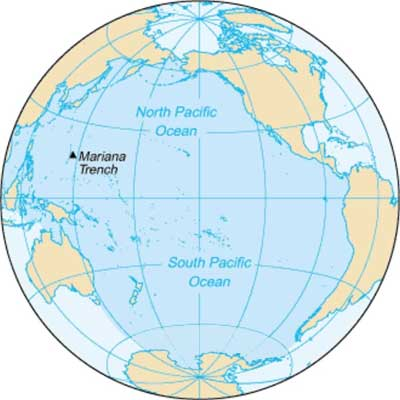 North Pacific
Ocean
Mariana
Trench
South Pacific
Ocean